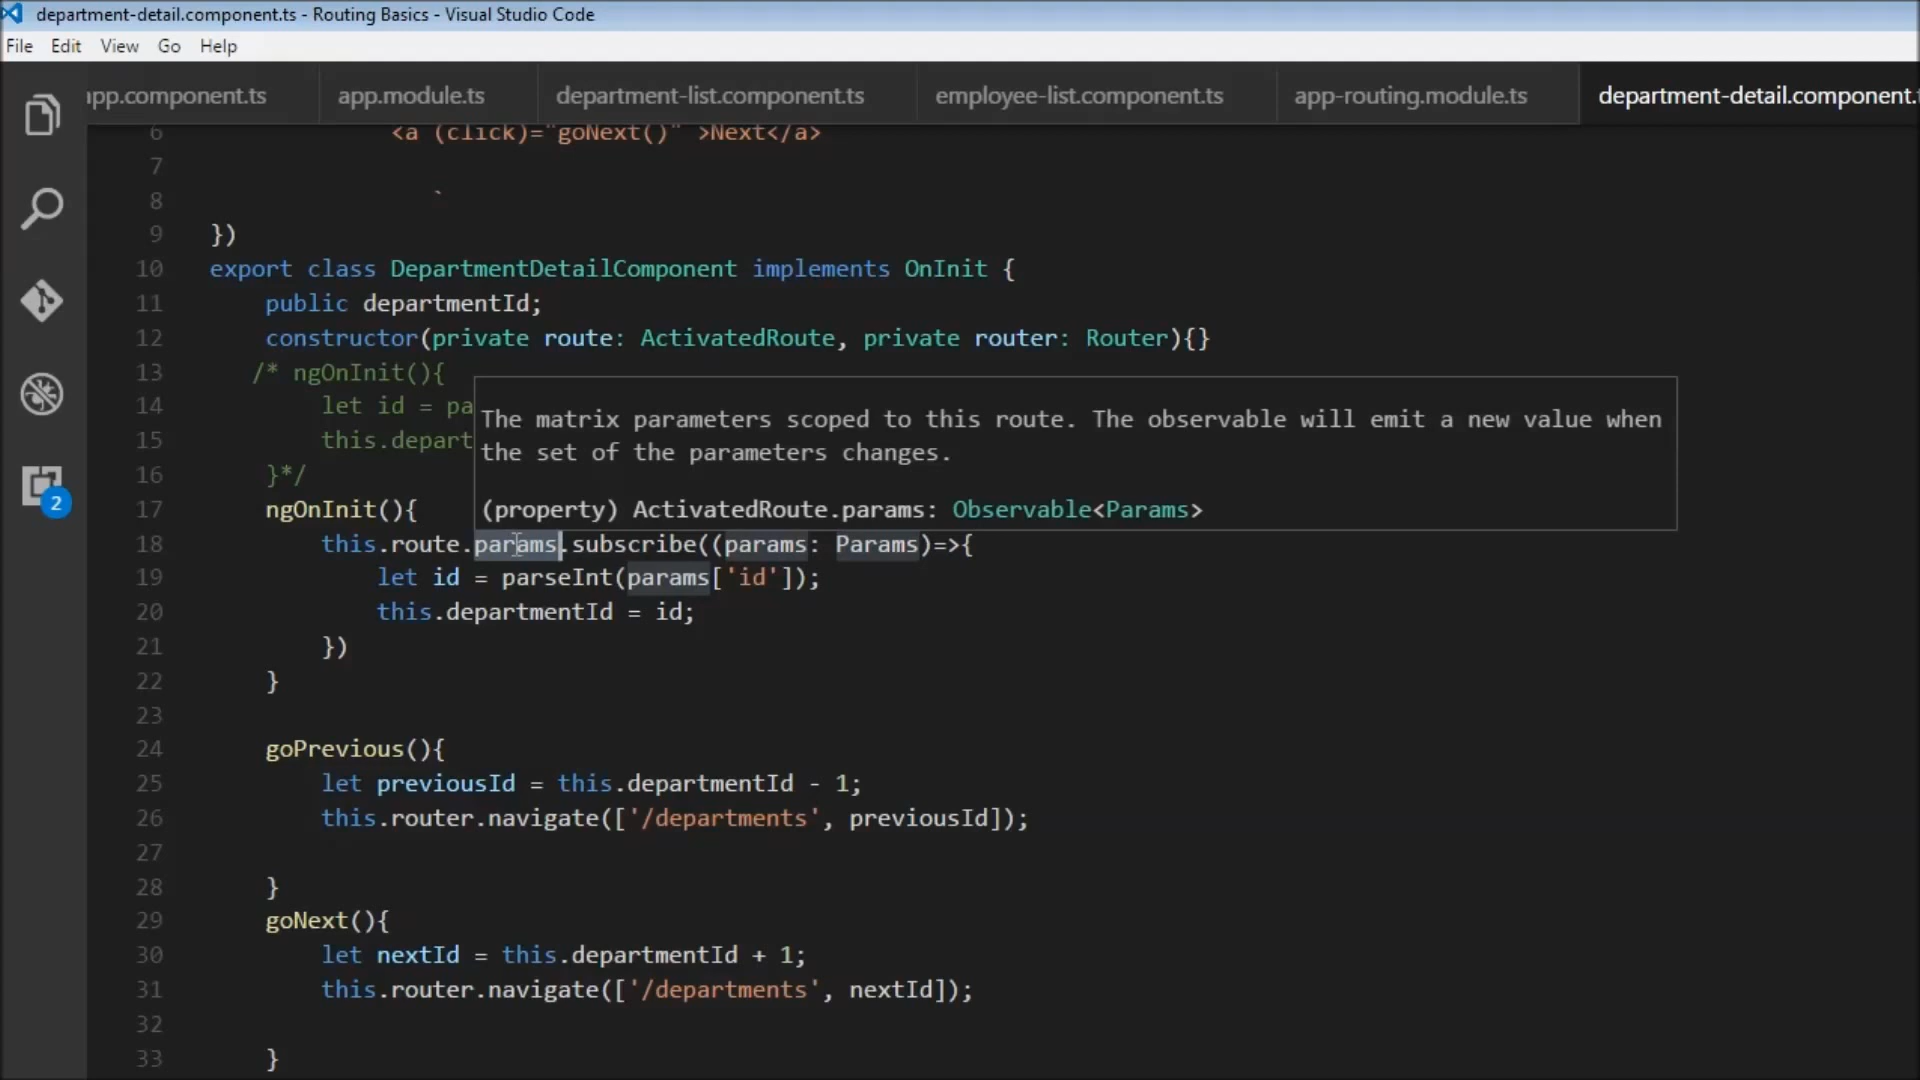 department-detail.component.ts - Routing Basics - Visual Studio Code
File Edit View Go Help
app.component.ts app.module.ts department-list.component.ts employee-list.component.ts app-routing.module.ts department-detail.component.t
6 <a (click)="goNext()" >Next</a>
7
8 `
9 })
10 export class DepartmentDetailComponent implements OnInit {
11 public departmentId;
12 constructor(private route: ActivatedRoute, private router: Router){}
13 /* ngOnInit(){
14 let id = pa
15 this.depart
The matrix parameters scoped to this route. The observable will emit a new value when
the set of the parameters changes.
(property) ActivatedRoute.params: Observable<Params>
16 }*/
17 ngOnInit(){
18 this.route.params.subscribe((params: Params)=>{
19 let id = parseInt(params['id']);
20 this.departmentId = id;
21 })
22 }
23
24 goPrevious(){
25 let previousId = this.departmentId - 1;
26 this.router.navigate(['/departments', previousId]);
27
28 }
29 goNext(){
30 let nextId = this.departmentId + 1;
31 this.router.navigate(['/departments', nextId]);
32
33 }
2